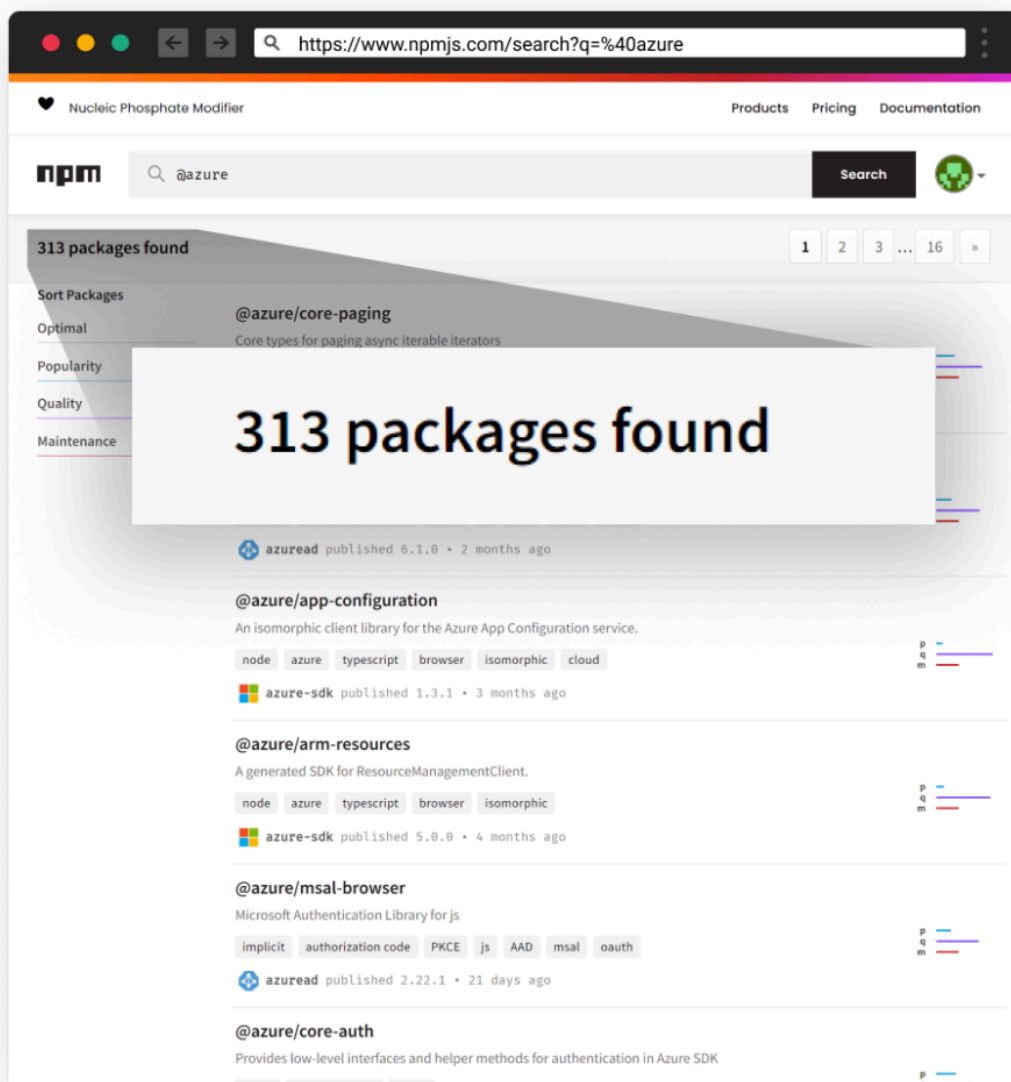 https://www.npmjs.com/search?q=%40azure
Nucleic Phosphate Modifier
Products Pricing Documentation
npm
@azure
Search
313 packages found
1 2 3 ... 16 »
Sort Packages
Optimal
Popularity
Quality
Maintenance
@azure/core-paging
Core types for paging async iterable iterators
313 packages found
azuread published 6.1.0 • 2 months ago
@azure/app-configuration
An isomorphic client library for the Azure App Configuration service.
node azure typescript browser isomorphic cloud
p
q
m
azure-sdk published 1.3.1 • 3 months ago
@azure/arm-resources
A generated SDK for ResourceManagementClient.
node azure typescript browser isomorphic
p
q
m
azure-sdk published 5.0.0 • 4 months ago
@azure/msal-browser
Microsoft Authentication Library for js
implicit authorization code PKCE js AAD msal oauth
p
q
m
azuread published 2.22.1 • 21 days ago
@azure/core-auth
Provides low-level interfaces and helper methods for authentication in Azure SDK
p